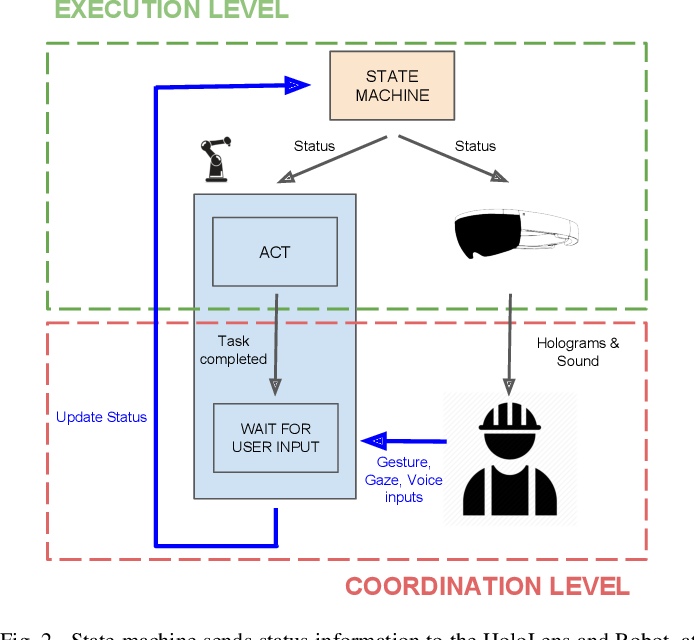 EXECUTION LEVEL
STATE
MACHINE
Status
Status
ACT
Task
completed
Holograms &
Sound
Update Status
WAIT FOR
USER INPUT
Gesture,
Gaze, Voice
inputs
COORDINATION LEVEL
Fig. 2. State machine sends status information to the HoloLens and Robot, at